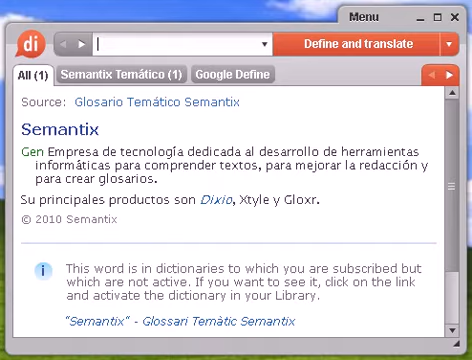 Menu
di
Define and translate
All (1)
Semantix Temático (1)
Google Define
Source: Glosario Temático Semantix
Semantix
Gen Empresa de tecnología dedicada al desarrollo de herramientas
informáticas para comprender textos, para mejorar la redacción y
para crear glosarios.
Su principales productos son Dixio, Xtyle y Gloxr.
© 2010 Semantix
i
This word is in dictionaries to which you are subscribed but
which are not active. If you want to see it, click on the link
and activate the dictionary in your Library.
"Semantix" - Glossari Temàtic Semantix